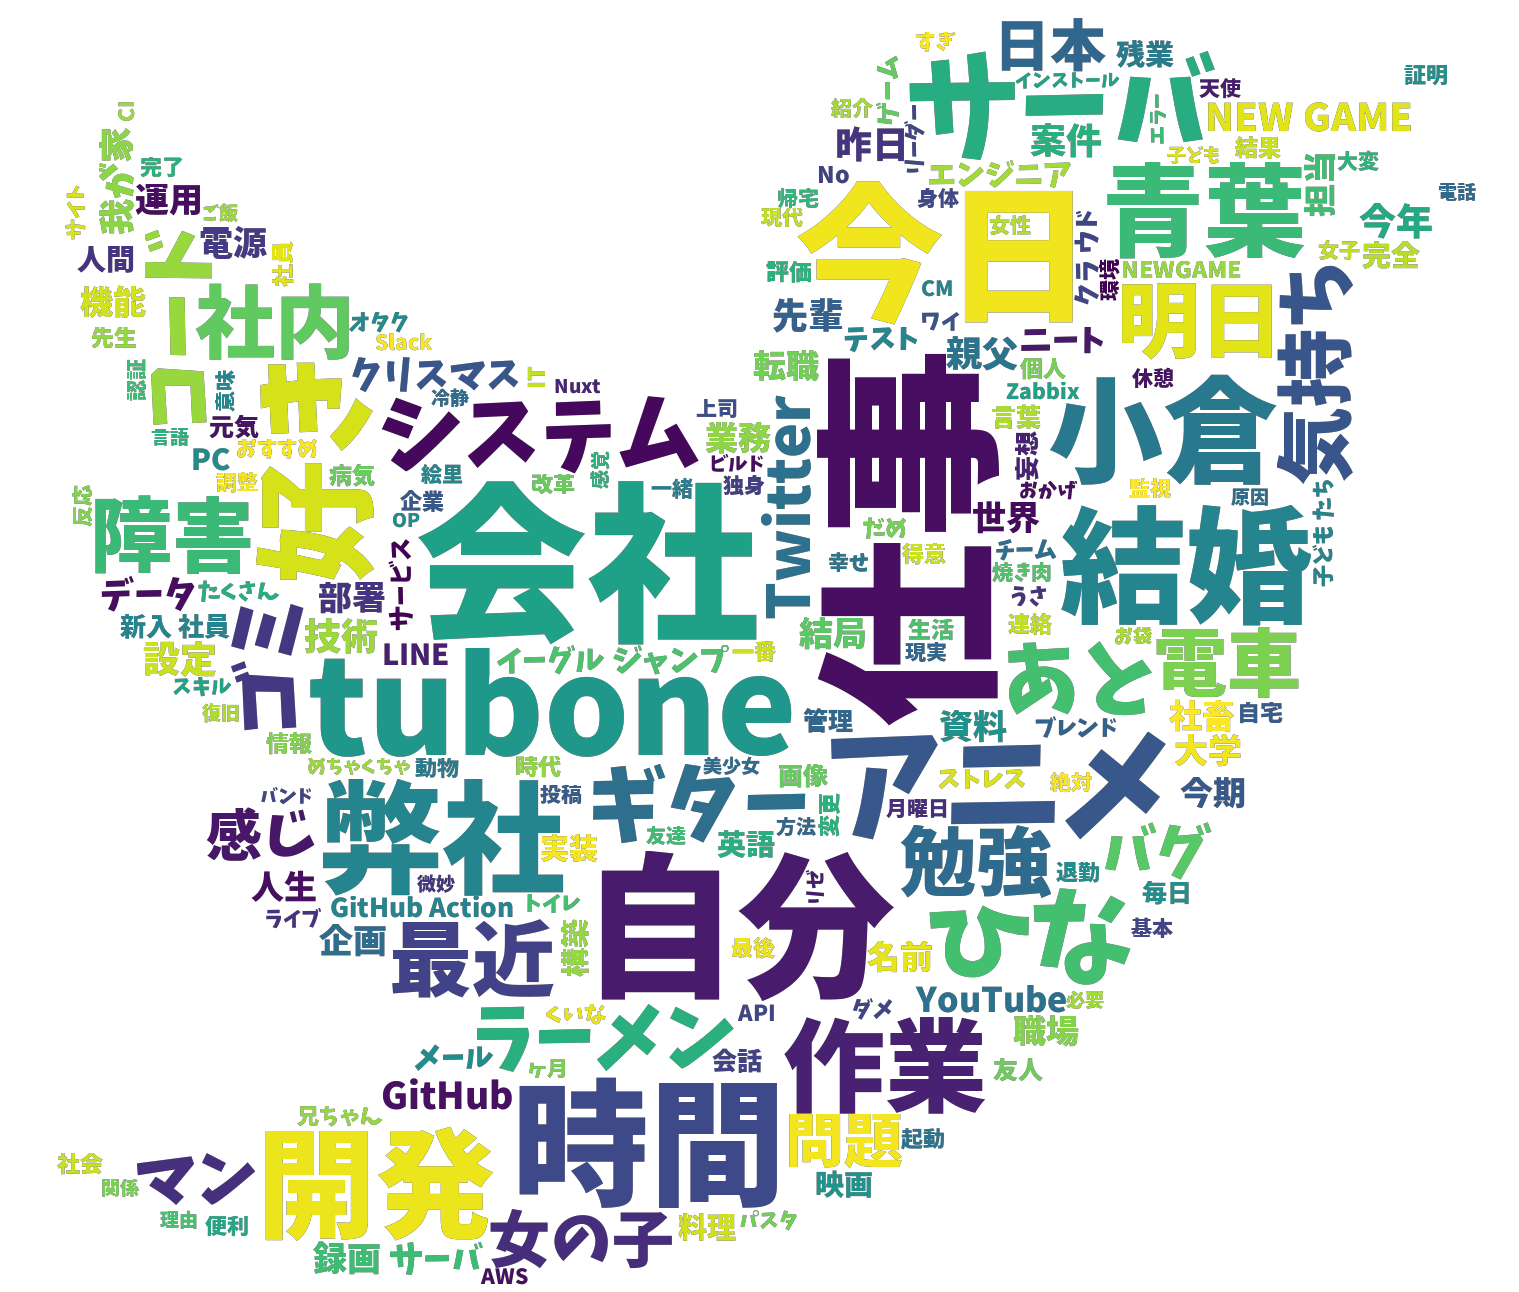 すぎ
日本
残業
証明
ゲーム
サーバ
インストール
天使
紹介
エラー
NEW GAME
CI
昨日
リーダー
案件
子ども
結果
我が家
完了
No
エンジニア
青葉
担当
大変
サイト
運用
ご飯
帰宅
身体
電話
現代
今日
女性
クラウド
今年
人間
電源
社員
女子
完全
評価
環境
NEWGAME
機能
コード
社内
CM
明日
気持ち
先生
オタク
先輩
ワイ
Slack
テスト
親父
ニート
認証
意味
好き
クリスマス
IT
Nuxt
転職
個人
休憩
冷静
Zabbix
小倉
言語
元気
システム
上司
Twitter
仕事
言葉
おすすめ
業務
PC
調整
病気
絵里
感覚
ビルド
妄想
改革
一緒
独身
おかげ
監視
原因
反応
障害
企業
会社
世界
結婚
子どもたち
OP
だめ
得意
チーム
幸せ
焼き肉
データ
たくさん
部署
サービス
うさ
新入 社員
ゴミ
技術
結局
生活
連絡
お袋
設定
LINE
イーグル ジャンプ
一番
現実
あと
電車
スキル
tubone
復旧
管理
資料
ブレンド
社畜
自宅
情報
アニメ
大学
めちゃくちゃ
動物
時代
美少女
画像
ストレス
絶対
今期
バンド
弊社
投稿
ギター
変更
月曜日
感じ
友達
英語
方法
勉強
バグ
実装
人生
微妙
自分
ゼリー
退勤
毎日
ライブ
GitHub Action
トイレ
ひな
基本
企画
最近
構築
最後
名前
YouTube
必要
ラーメン
くいな
API
ダメ
職場
メール
ヶ月
会話
作業
友人
GitHub
時間
兄ちゃん
開発
問題
起動
社会
マン
映画
関係
理由
便利
女の子
料理
パスタ
録画 サーバ
AWS